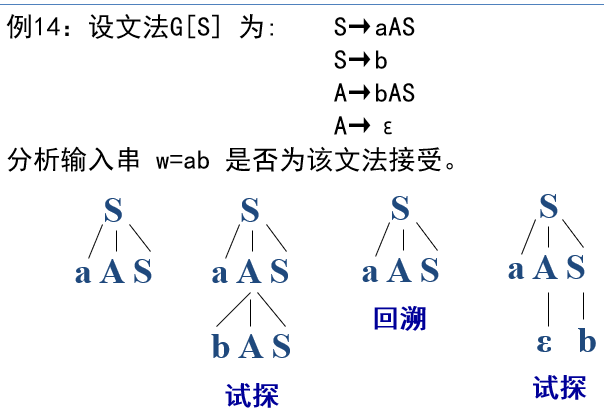 例14：设文法G[S] 为:  S→aAS
S→b
A→bAS
A→ ε
分析输入串 w=ab 是否为该文法接受。
S S S S
a A S a A S a A S a A S
b A S 回溯 ε b
试探 试探